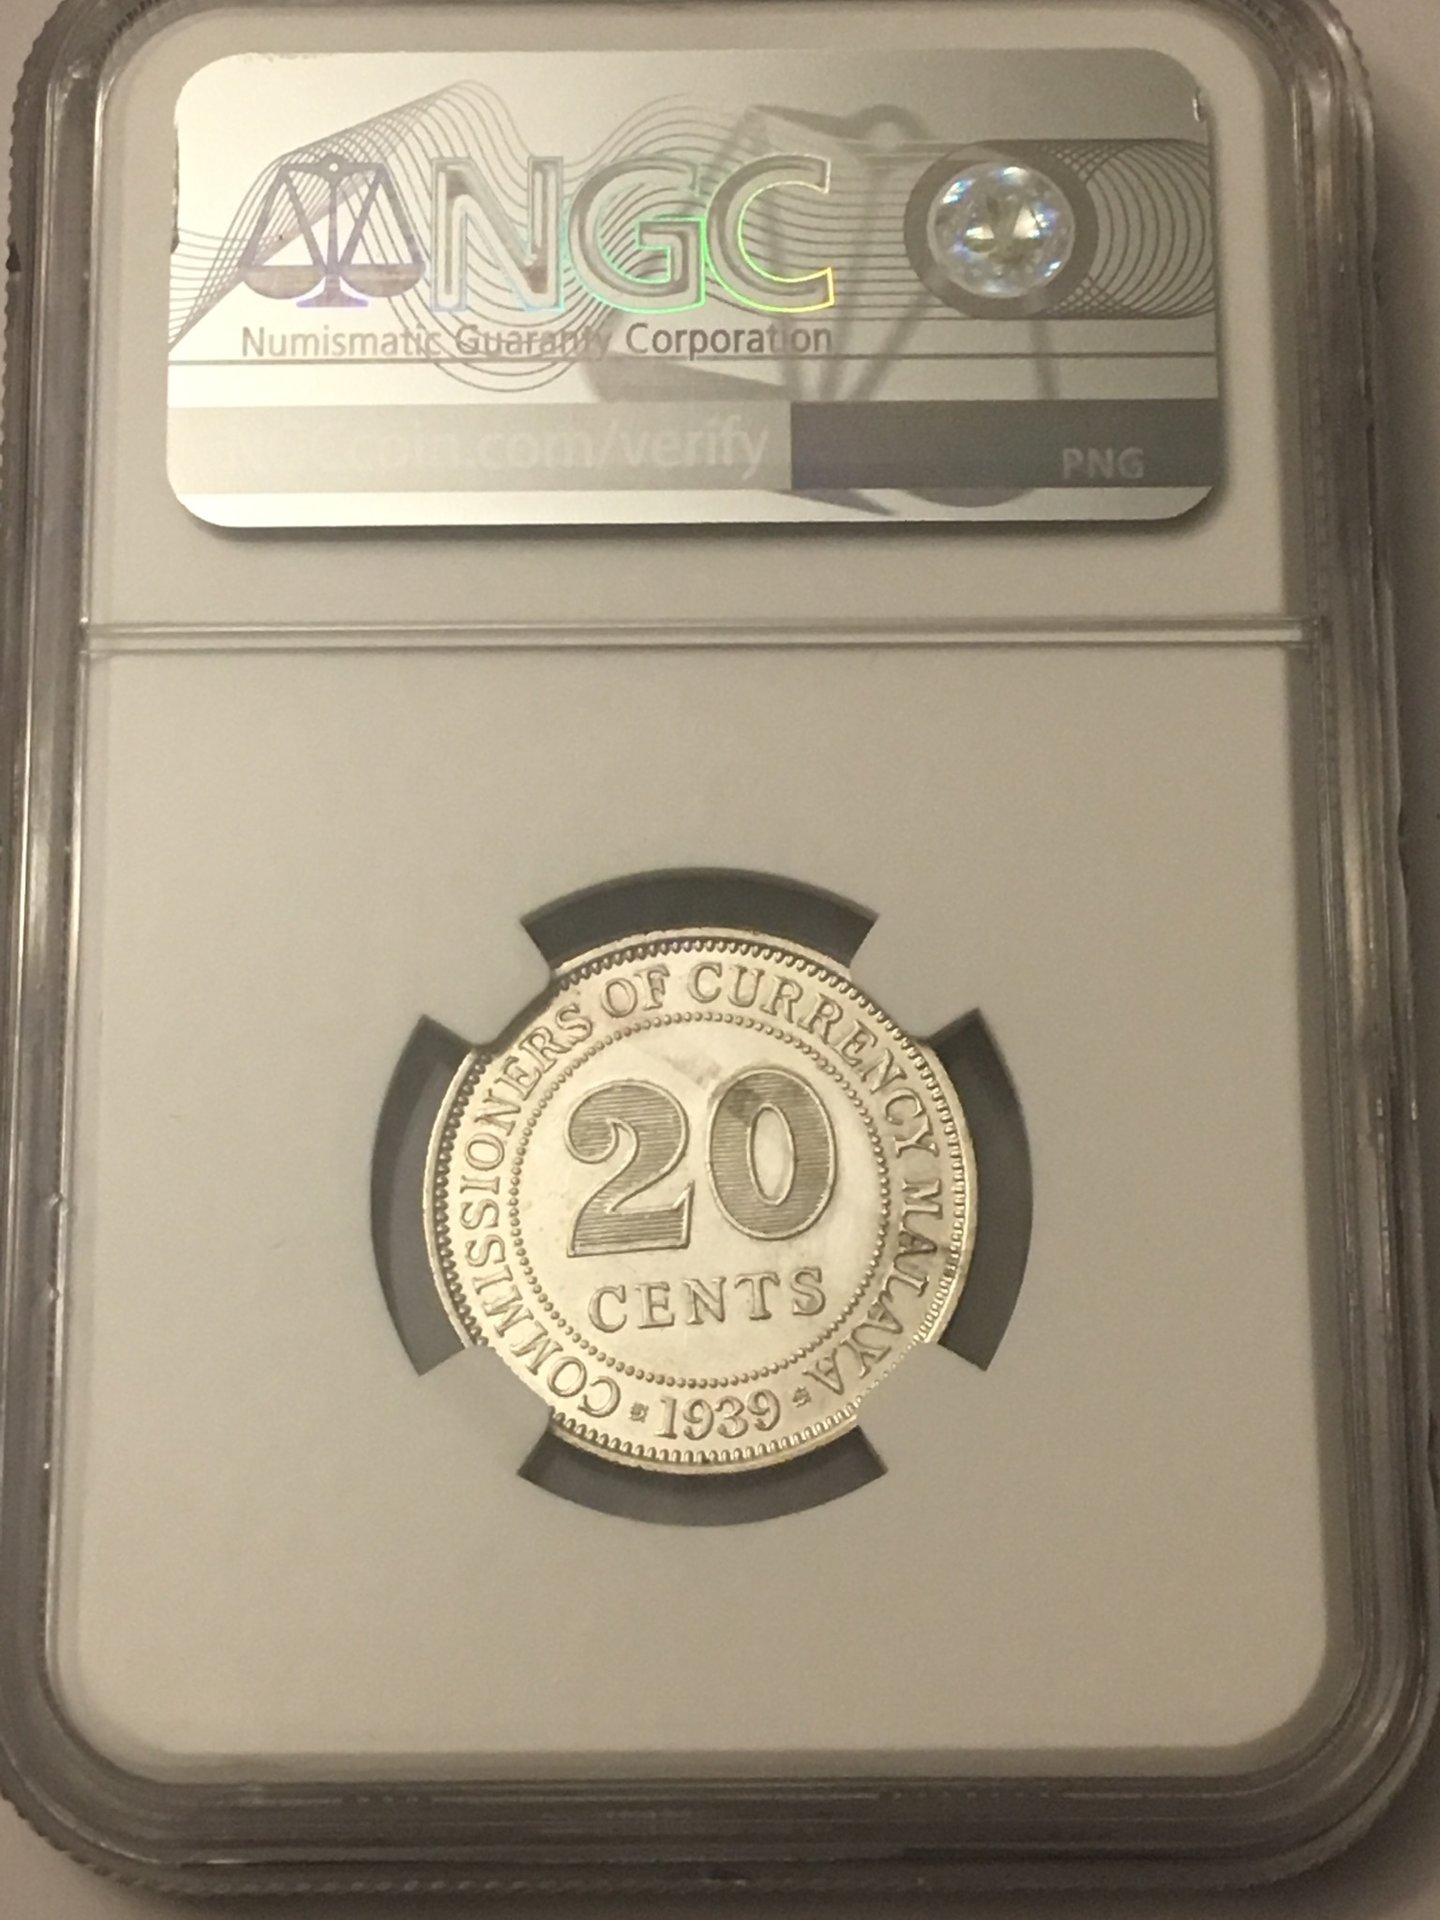 NGC
Numismatic Guaranty Corporation
NGCcoin.com/verify
PNG
COMMISSIONERS OF CURRENCY MALAYA
20
CENTS
1939